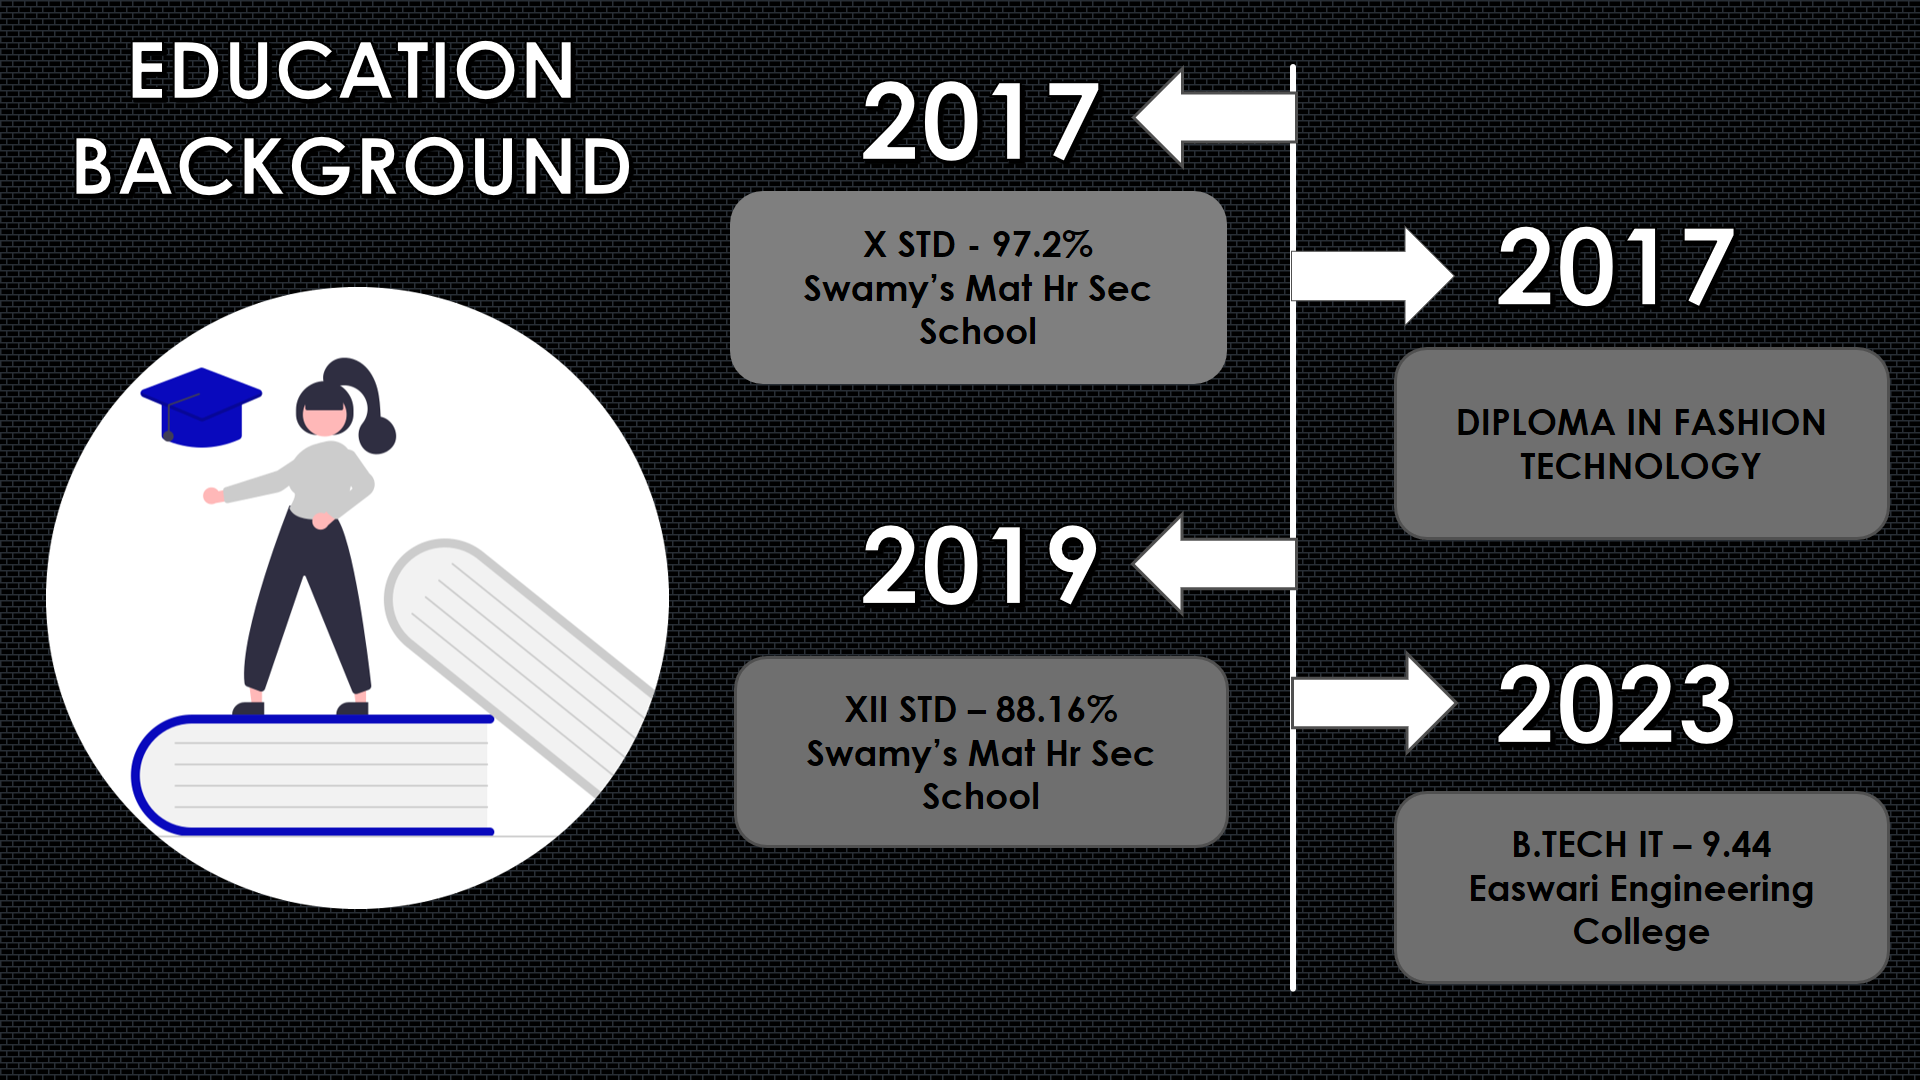 EDUCATION
BACKGROUND
2017
X STD - 97.2%
Swamy’s Mat Hr Sec
School
2017
DIPLOMA IN FASHION
TECHNOLOGY
2019
XII STD – 88.16%
Swamy’s Mat Hr Sec
School
2023
B.TECH IT – 9.44
Easwari Engineering
College